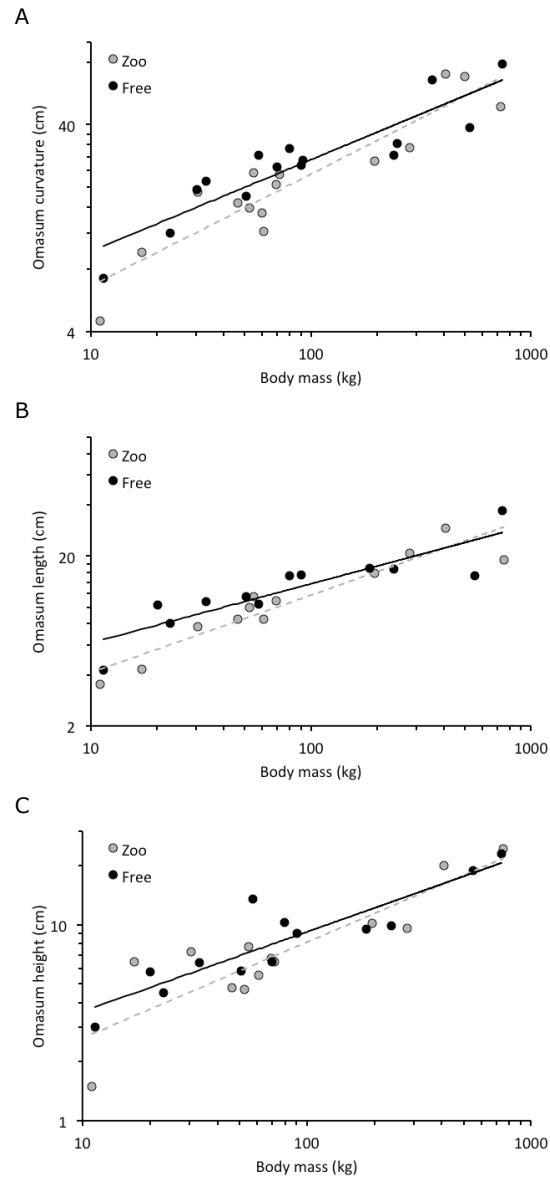 A
Zoo
Free
Omasum curvature (cm)
40
4
10
100
1000
Body mass (kg)
B
Zoo
Free
Omasum length (cm)
20
2
10
100
1000
Body mass (kg)
C
Zoo
Free
Omasum height (cm)
10
1
10
100
1000
Body mass (kg)